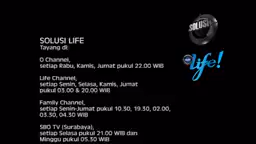 SOLUSI LIFE
Tayang di:
O Channel,
setiap Rabu, Kamis, Jumat pukul 22.00 WIB
Life Channel,
setiap Senin, Selasa, Kamis, Jumat
pukul 03.00 & 20.00 WIB
Family Channel,
setiap Senin-Jumat pukul 10.30, 19.30, 02.00,
03.30, 04.30 WIB
SBO TV (Surabaya),
setiap Selasa pukul 21.00 WIB dan
Minggu pukul 05.30 WIB
SOLUSI
Life!